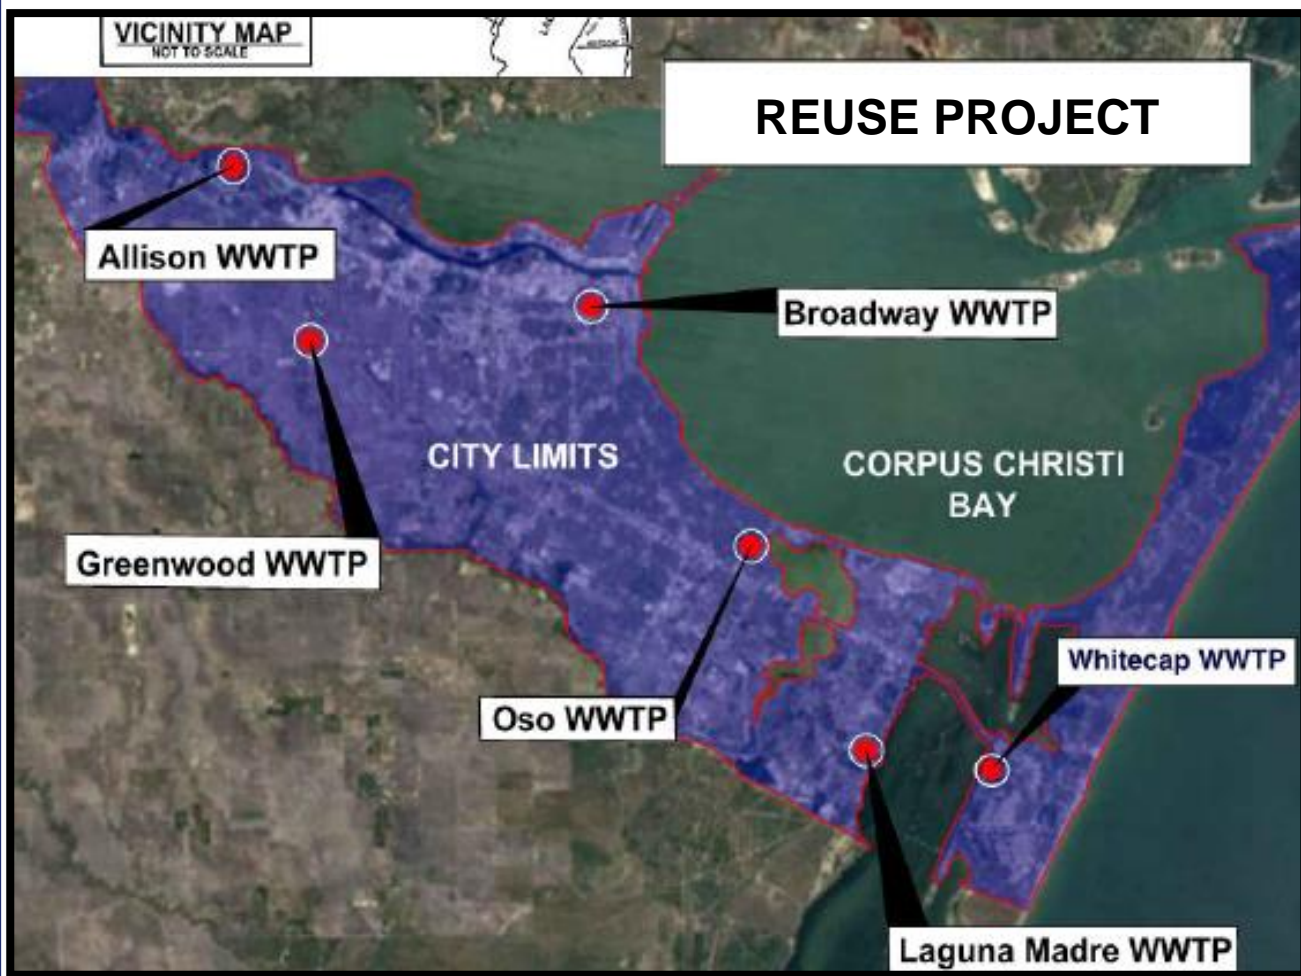 VICINITY MAP
NOT TO SCALE
REUSE PROJECT
Allison WWTP
Broadway WWTP
CITY LIMITS
CORPUS CHRISTI
BAY
Greenwood WWTP
Whitecap WWTP
Oso WWTP
Laguna Madre WWTP